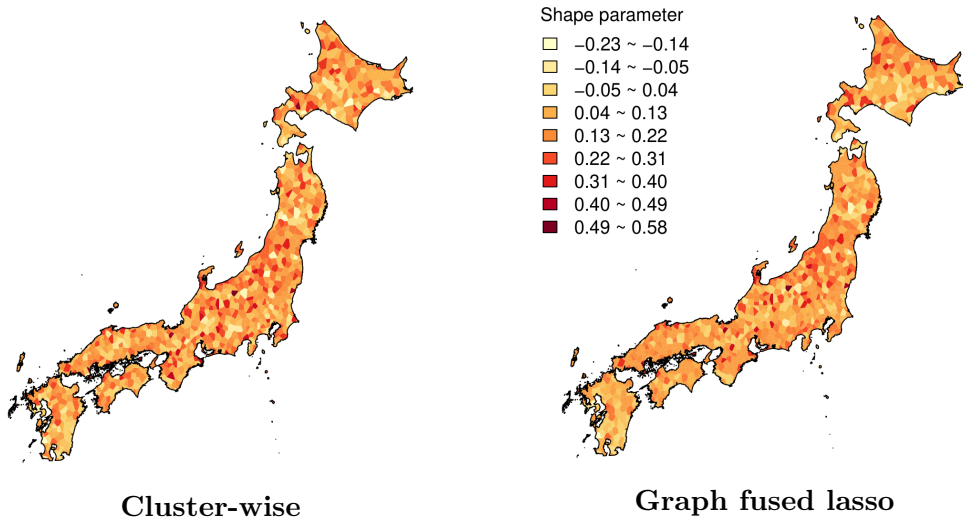 Shape parameter
−0.23 ~ −0.14
−0.14 ~ −0.05
−0.05 ~ 0.04
0.04 ~ 0.13
0.13 ~ 0.22
0.22 ~ 0.31
0.31 ~ 0.40
0.40 ~ 0.49
0.49 ~ 0.58
Cluster-wise
Graph fused lasso